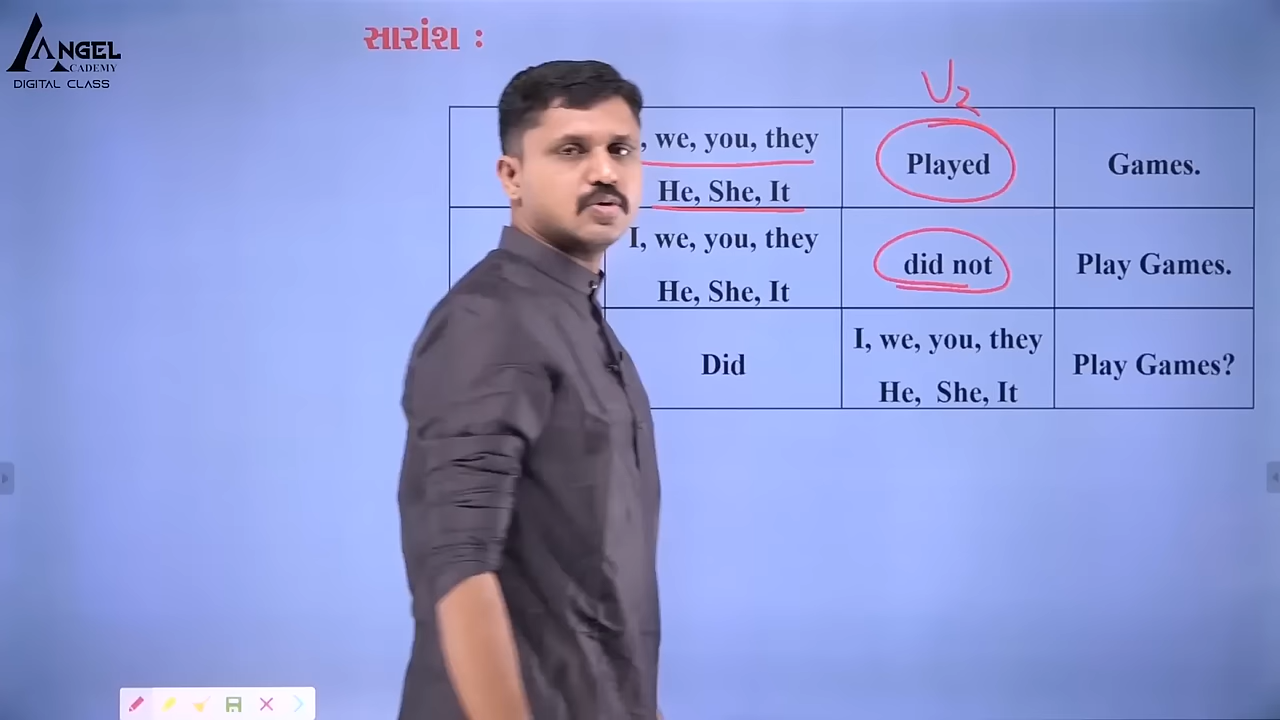 ANGEL
ACADEMY
DIGITAL CLASS
સારાંશ :
V2
, we, you, they
He, She, It
Played
Games.
I, we, you, they
He, She, It
did not
Play Games.
Did
I, we, you, they
He, She, It
Play Games?